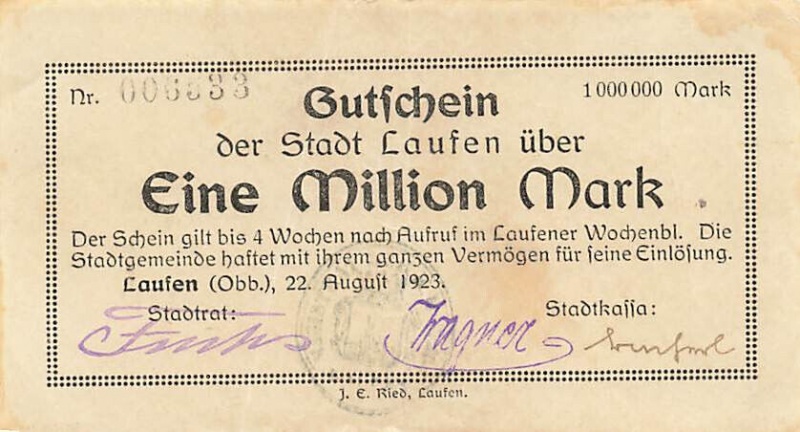 Nr. 006383
1000000 Mark
Gutſchein
der Stadt Laufen über
Eine Million Mark
Der Schein gilt bis 4 Wochen nach Aufruf im Laufener Wochenbl. Die
Stadtgemeinde haftet mit ihrem ganzen Vermögen für ſeine Einlöſung.
Laufen (Obb.), 22. Auguſt 1923.
Stadtrat:
Stadtkaſſa:
Wagner
J. E. Ried, Laufen.